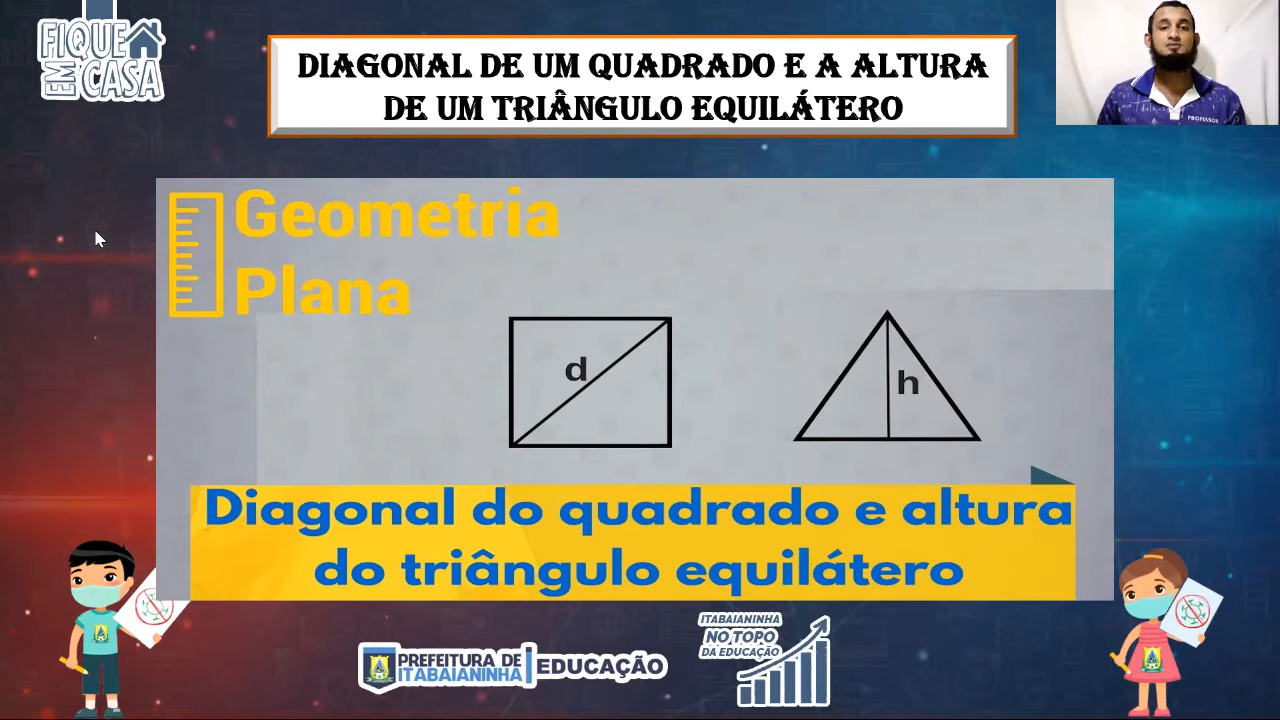 FIQUE
EM CASA
DIAGONAL DE UM QUADRADO E A ALTURA
DE UM TRIÂNGULO EQUILÁTERO
PROFESSOR
Geometria
Plana
d
h
Diagonal do quadrado e altura
do triângulo equilátero
PREFEITURA DE
ITABAIANINHA
EDUCAÇÃO
ITABAIANINHA
NO TOPO
DA EDUCAÇÃO